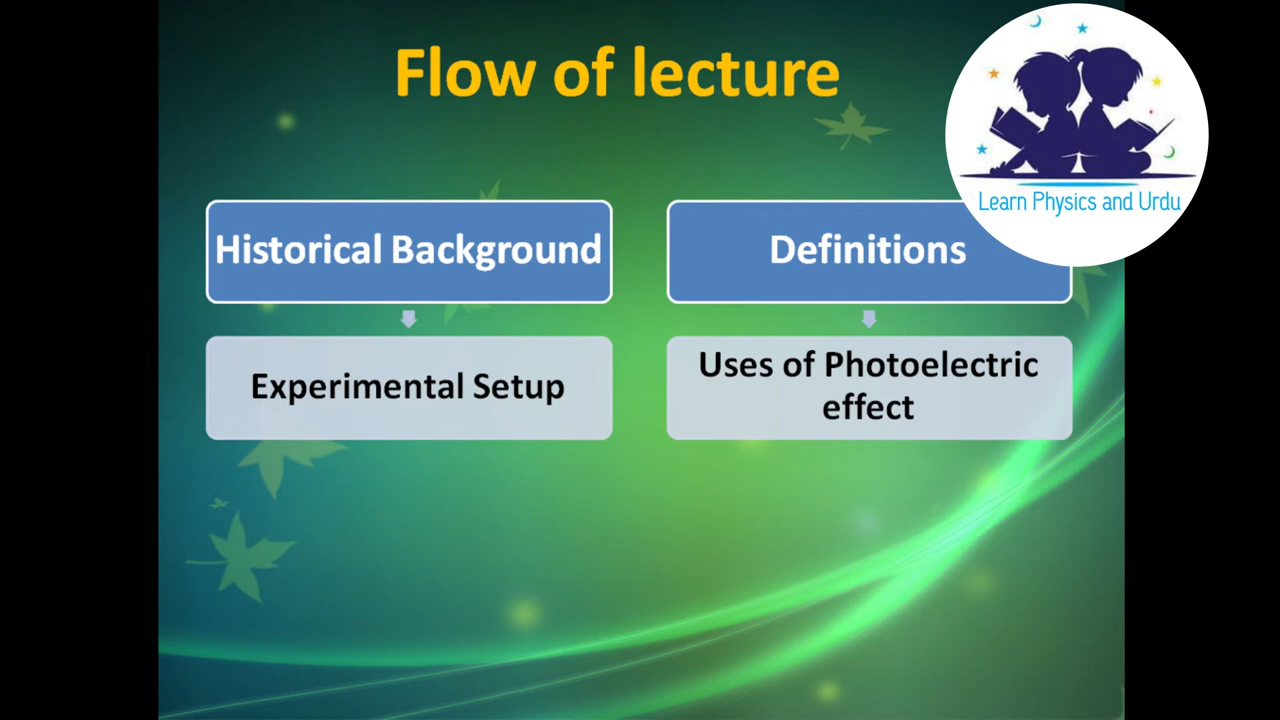 Flow of lecture
Learn Physics and Urdu
Historical Background
Definitions
Experimental Setup
Uses of Photoelectric
effect